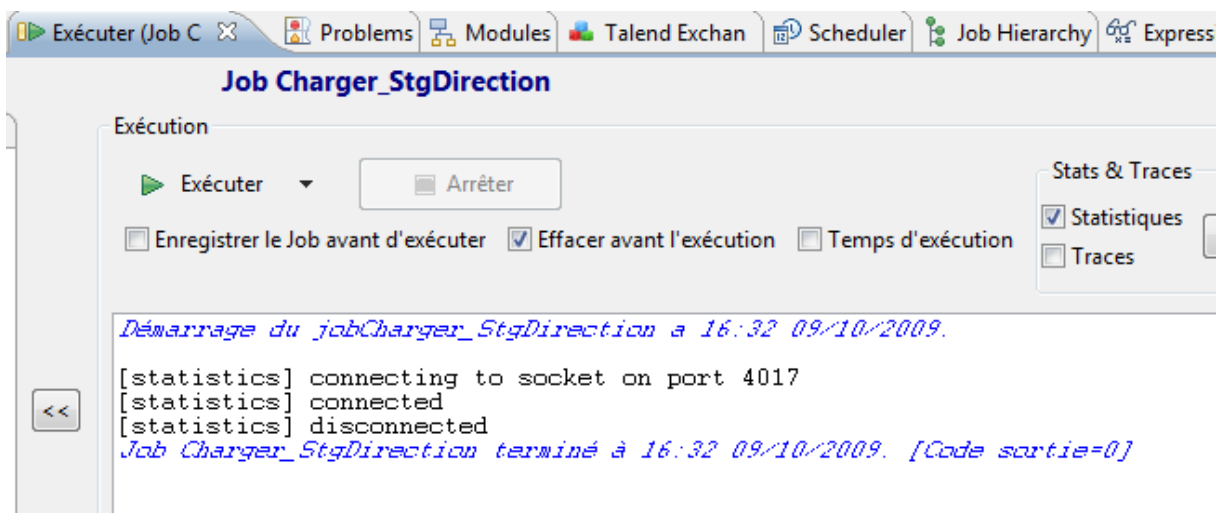 Exécuter (Job C
Problems
Modules
Talend Exchan
Scheduler
Job Hierarchy
Express
Job Charger_StgDirection
Exécution
Exécuter
Arrêter
Stats & Traces
Enregistrer le Job avant d'exécuter
Effacer avant l'exécution
Temps d'exécution
Statistiques
Traces
Démarrage du jobCharger_StgDirection a 16:32 09/10/2009.
[statistics] connecting to socket on port 4017
[statistics] connected
[statistics] disconnected
Job Charger_StgDirection terminé à 16:32 09/10/2009. [Code sortie=0]
<<